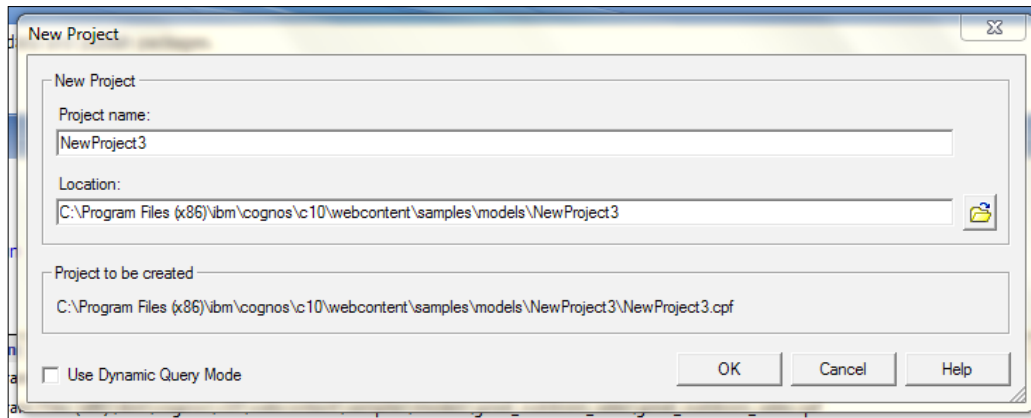 packages.
New Project
New Project
Project name:
NewProject3
Location:
C:\Program Files (x86)\ibm\cognos\c10\webcontent\samples\models\NewProject3
Project to be created
C:\Program Files (x86)\ibm\cognos\c10\webcontent\samples\models\NewProject3\NewProject3.cpf
Use Dynamic Query Mode
OK
Cancel
Help